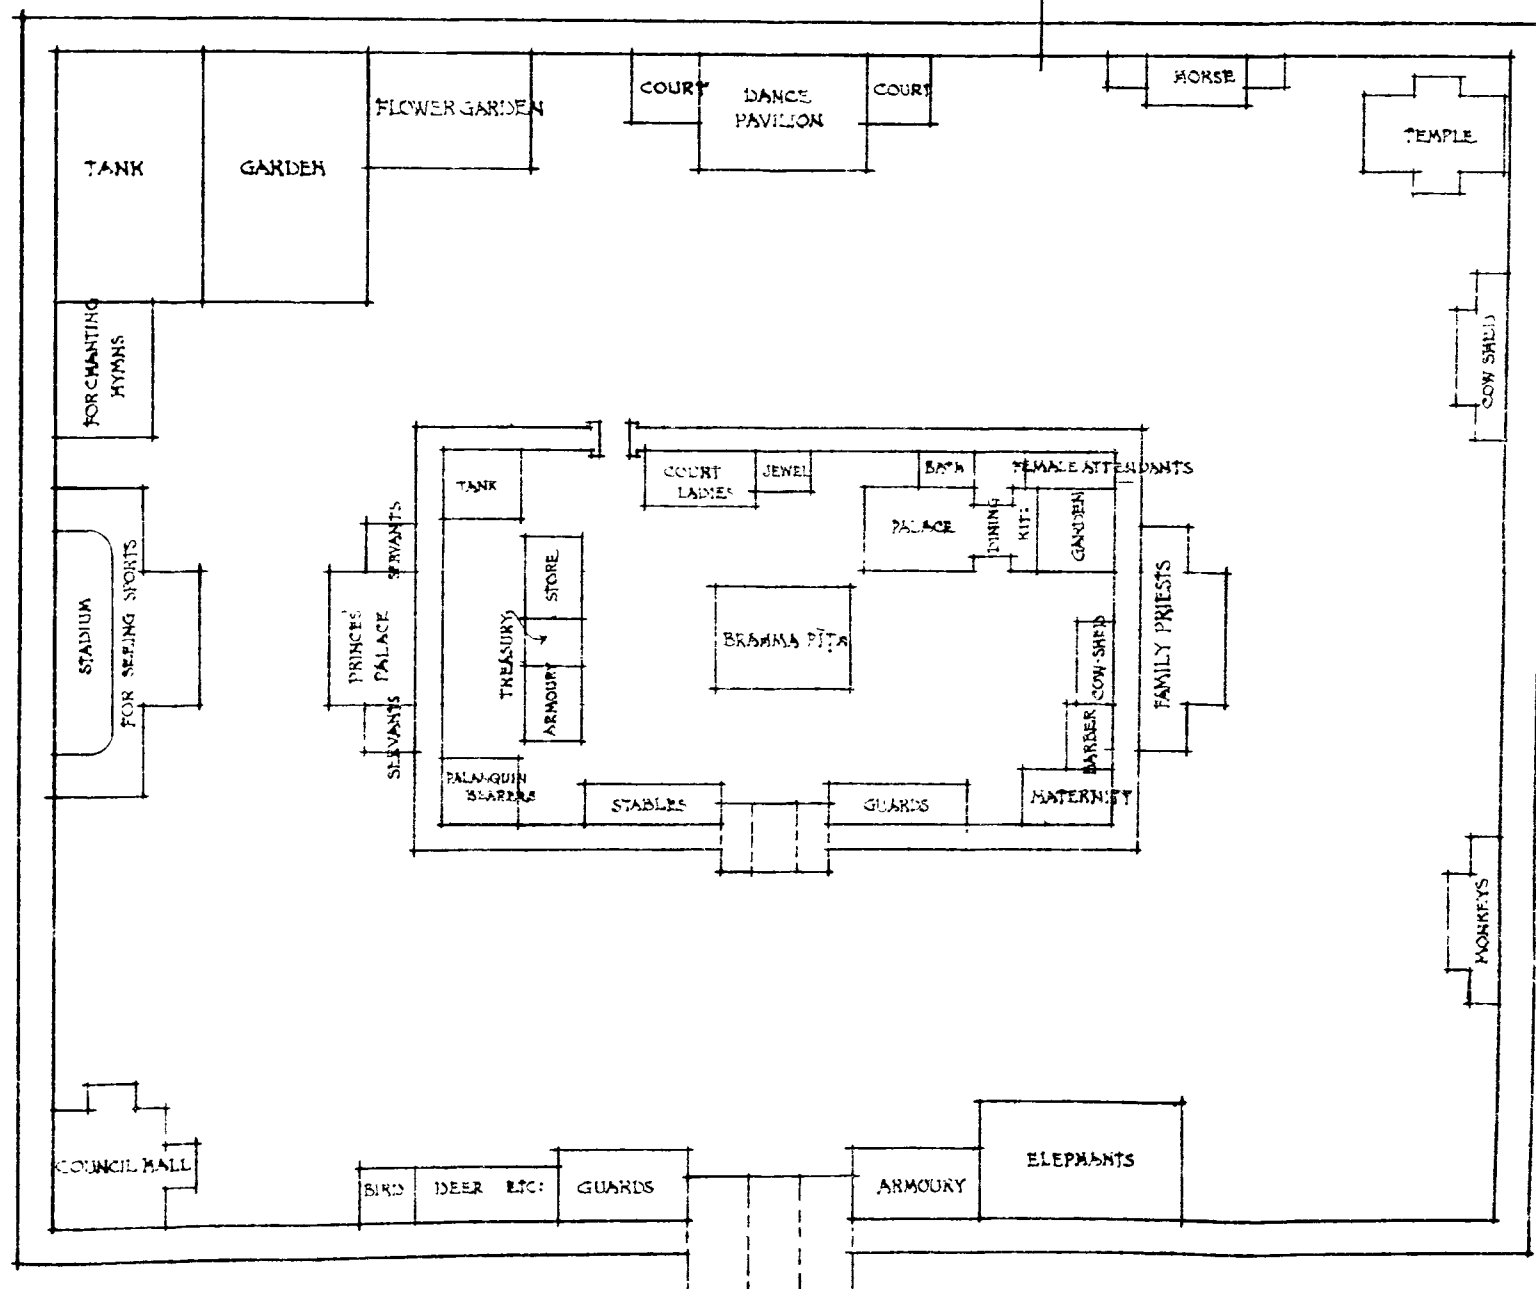 COURT
DANCE
PAVILION
COURT
HORSE
FLOWER GARDEN
TEMPLE
TANK
GARDEN
FOR CHANTING
HYMNS
COW SHED
TANK
COURT
LADIES
JEWEL
BATH
FEMALE ATTENDANTS
PALACE
DINING
KIT:
GARDEN
STADIUM
FOR SEEING SPORTS
SERVANTS
PRINCES'
PALACE
SERVANTS
STORE
TREASURY
ARMOURY
BRAHMA PĪTA
COW-SHED
BARBER
FAMILY PRIESTS
PALANQUIN
BEARERS
STABLES
GUARDS
MATERNITY
MONKEYS
COUNCIL HALL
BIRD
DEER ETC:
GUARDS
ARMOURY
ELEPHANTS